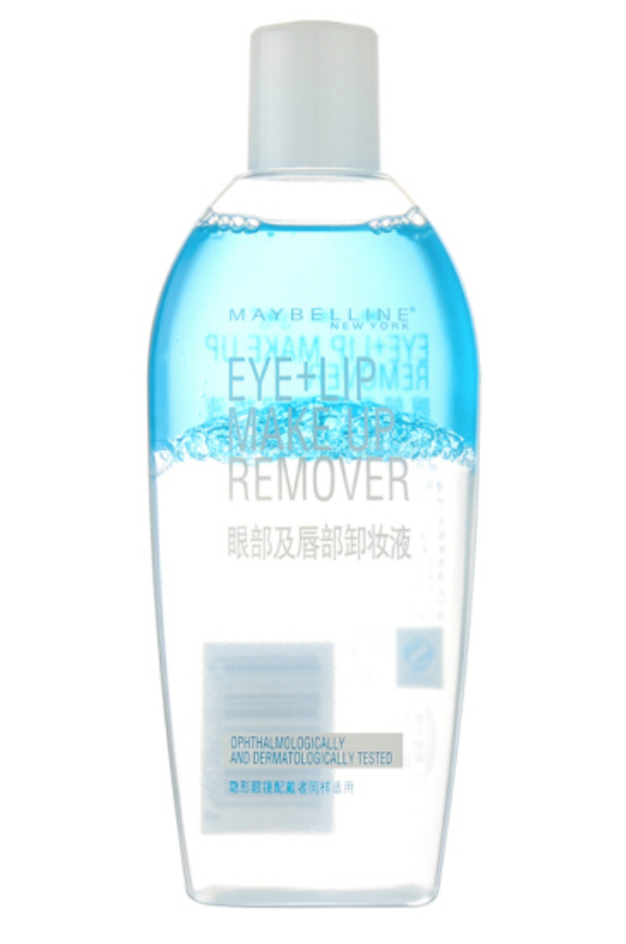 MAYBELLINE®
NEW YORK
EYE+LIP
MAKE UP
REMOVER
眼部及唇部卸妆液
OPHTHALMOLOGICALLY
AND DERMATOLOGICALLY TESTED
隐形眼镜配戴者同样适用